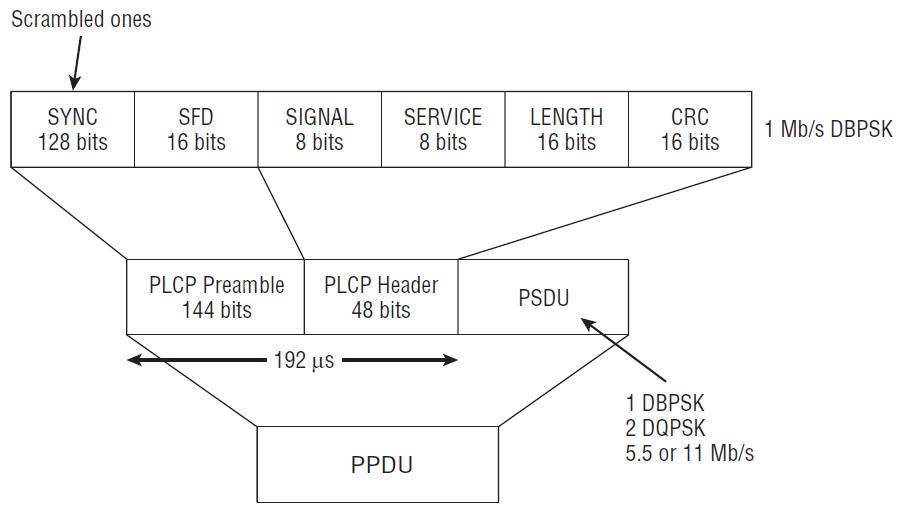 Scrambled ones
SYNC
128 bits
SFD
16 bits
SIGNAL
8 bits
SERVICE
8 bits
LENGTH
16 bits
CRC
16 bits
1 Mb/s DBPSK
PLCP Preamble
144 bits
PLCP Header
48 bits
PSDU
192 μs
1 DBPSK
2 DQPSK
5.5 or 11 Mb/s
PPDU